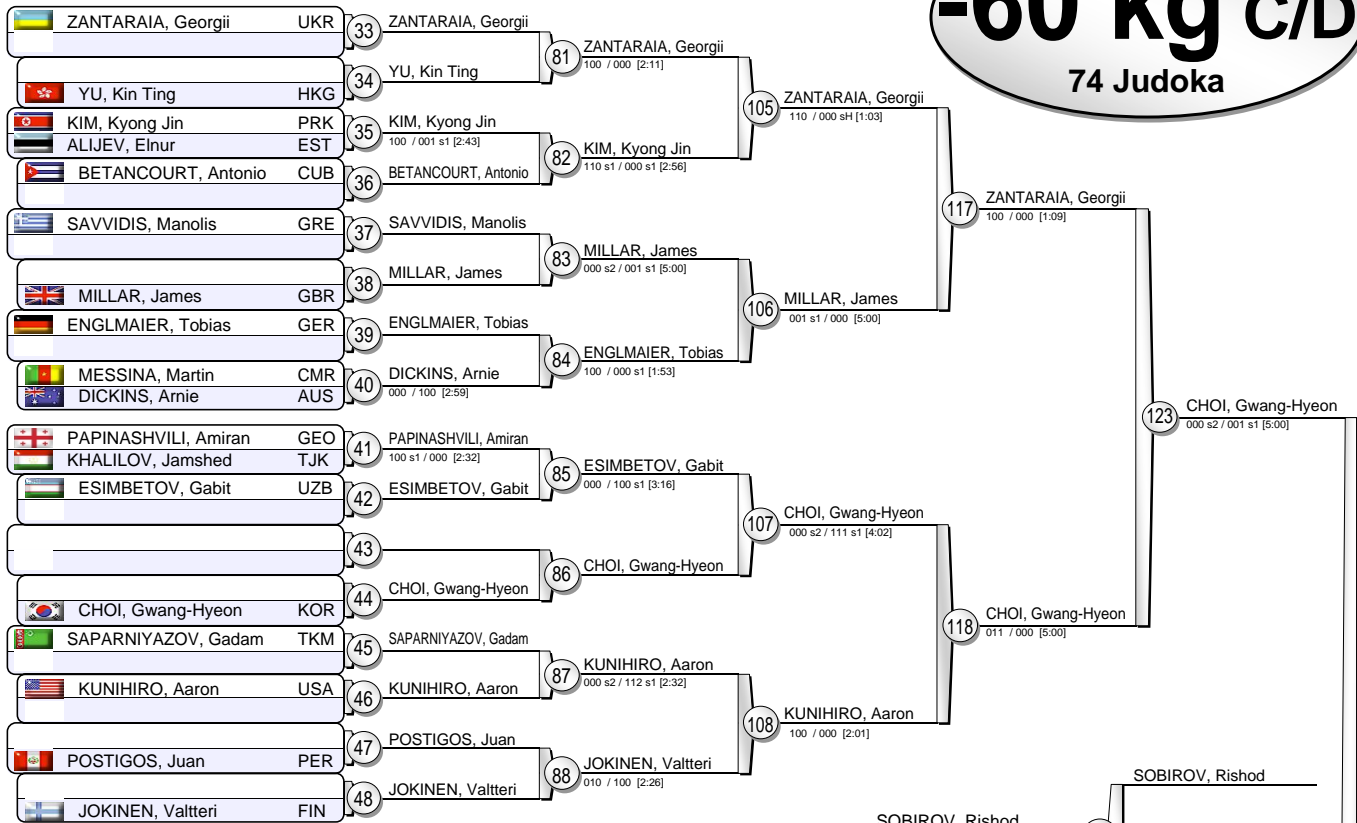 -60 kg C/D
74 Judoka
ZANTARAIA, Georgii UKR
33
ZANTARAIA, Georgii
YU, Kin Ting HKG
34
YU, Kin Ting
KIM, Kyong Jin PRK
ALIJEV, Elnur EST
35
KIM, Kyong Jin
100 / 001 s1 [2:43]
BETANCOURT, Antonio CUB
36
BETANCOURT, Antonio
SAVVIDIS, Manolis GRE
37
SAVVIDIS, Manolis
MILLAR, James GBR
38
MILLAR, James
ENGLMAIER, Tobias GER
39
ENGLMAIER, Tobias
MESSINA, Martin CMR
DICKINS, Arnie AUS
40
DICKINS, Arnie
000 / 100 [2:59]
PAPINASHVILI, Amiran GEO
KHALILOV, Jamshed TJK
41
PAPINASHVILI, Amiran
100 s1 / 000 [2:32]
ESIMBETOV, Gabit UZB
42
ESIMBETOV, Gabit
43
CHOI, Gwang-Hyeon KOR
44
CHOI, Gwang-Hyeon
SAPARNIYAZOV, Gadam TKM
45
SAPARNIYAZOV, Gadam
KUNIHIRO, Aaron USA
46
KUNIHIRO, Aaron
POSTIGOS, Juan PER
47
POSTIGOS, Juan
JOKINEN, Valtteri FIN
48
JOKINEN, Valtteri
81
ZANTARAIA, Georgii
100 / 000 [2:11]
82
KIM, Kyong Jin
110 s1 / 000 s1 [2:56]
83
MILLAR, James
000 s2 / 001 s1 [5:00]
84
ENGLMAIER, Tobias
100 / 000 s1 [1:53]
85
ESIMBETOV, Gabit
000 / 100 s1 [3:16]
86
CHOI, Gwang-Hyeon
87
KUNIHIRO, Aaron
000 s2 / 112 s1 [2:32]
88
JOKINEN, Valtteri
010 / 100 [2:26]
105
ZANTARAIA, Georgii
110 / 000 sH [1:03]
106
MILLAR, James
001 s1 / 000 [5:00]
107
CHOI, Gwang-Hyeon
000 s2 / 111 s1 [4:02]
108
KUNIHIRO, Aaron
100 / 000 [2:01]
117
ZANTARAIA, Georgii
100 / 000 [1:09]
118
CHOI, Gwang-Hyeon
011 / 000 [5:00]
123
CHOI, Gwang-Hyeon
000 s2 / 001 s1 [5:00]
SOBIROV, Rishod
SOBIROV, Rishod